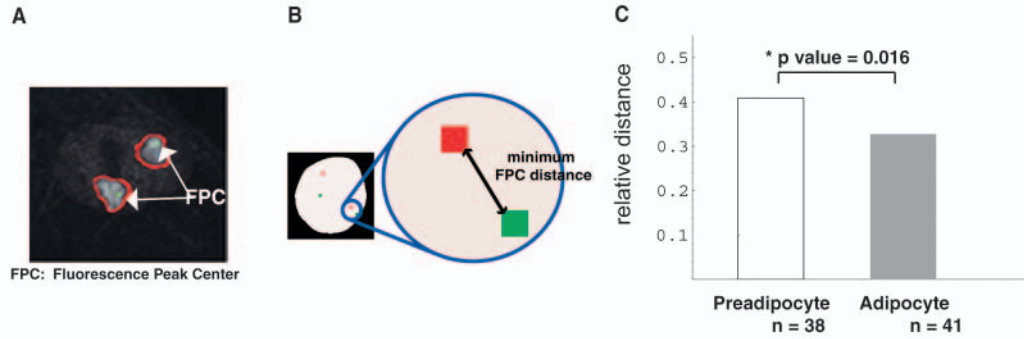 A
FPC
FPC: Fluorescence Peak Center
B
minimum
FPC distance
C
* p value = 0.016
relative distance
0.5
0.4
0.3
0.2
0.1
Preadipocyte
n = 38
Adipocyte
n = 41